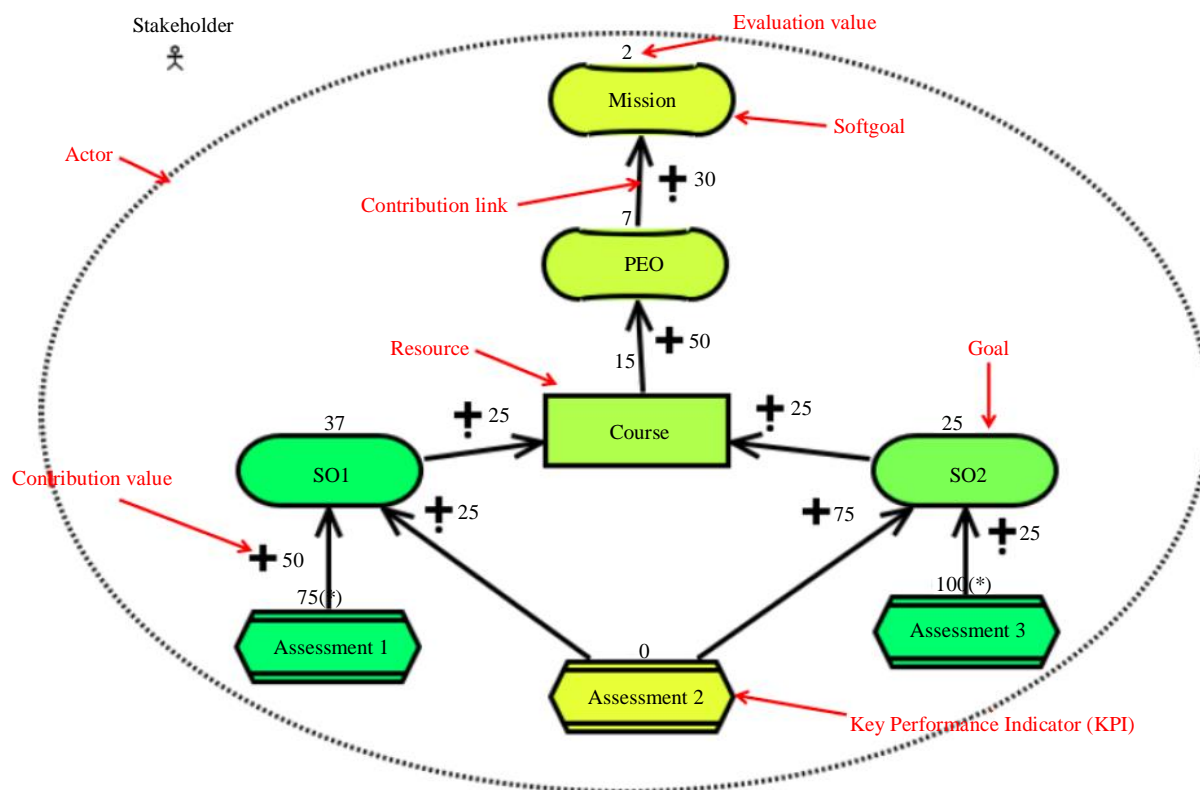 Stakeholder
Evaluation value
2
Mission
Softgoal
Actor
30
Contribution link
7
PEO
50
Resource
15
Goal
25
25
37
Course
25
SO1
SO2
Contribution value
25
75
50
25
75(*)
100(*)
Assessment 1
Assessment 3
0
Assessment 2
Key Performance Indicator (KPI)